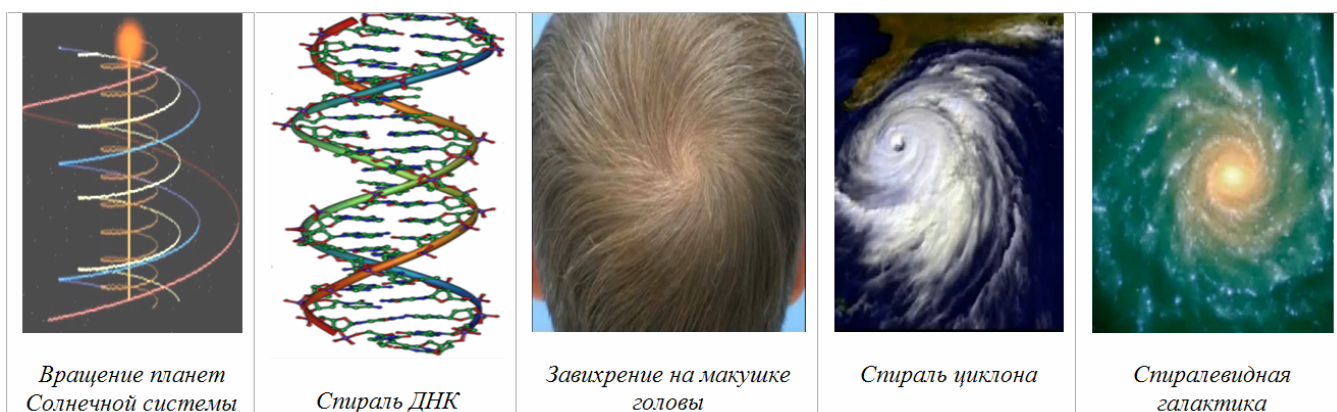 Вращение планет
Солнечной системы
Спираль ДНК
Завихрение на макушке
головы
Спираль циклона
Спиралевидная
галактика